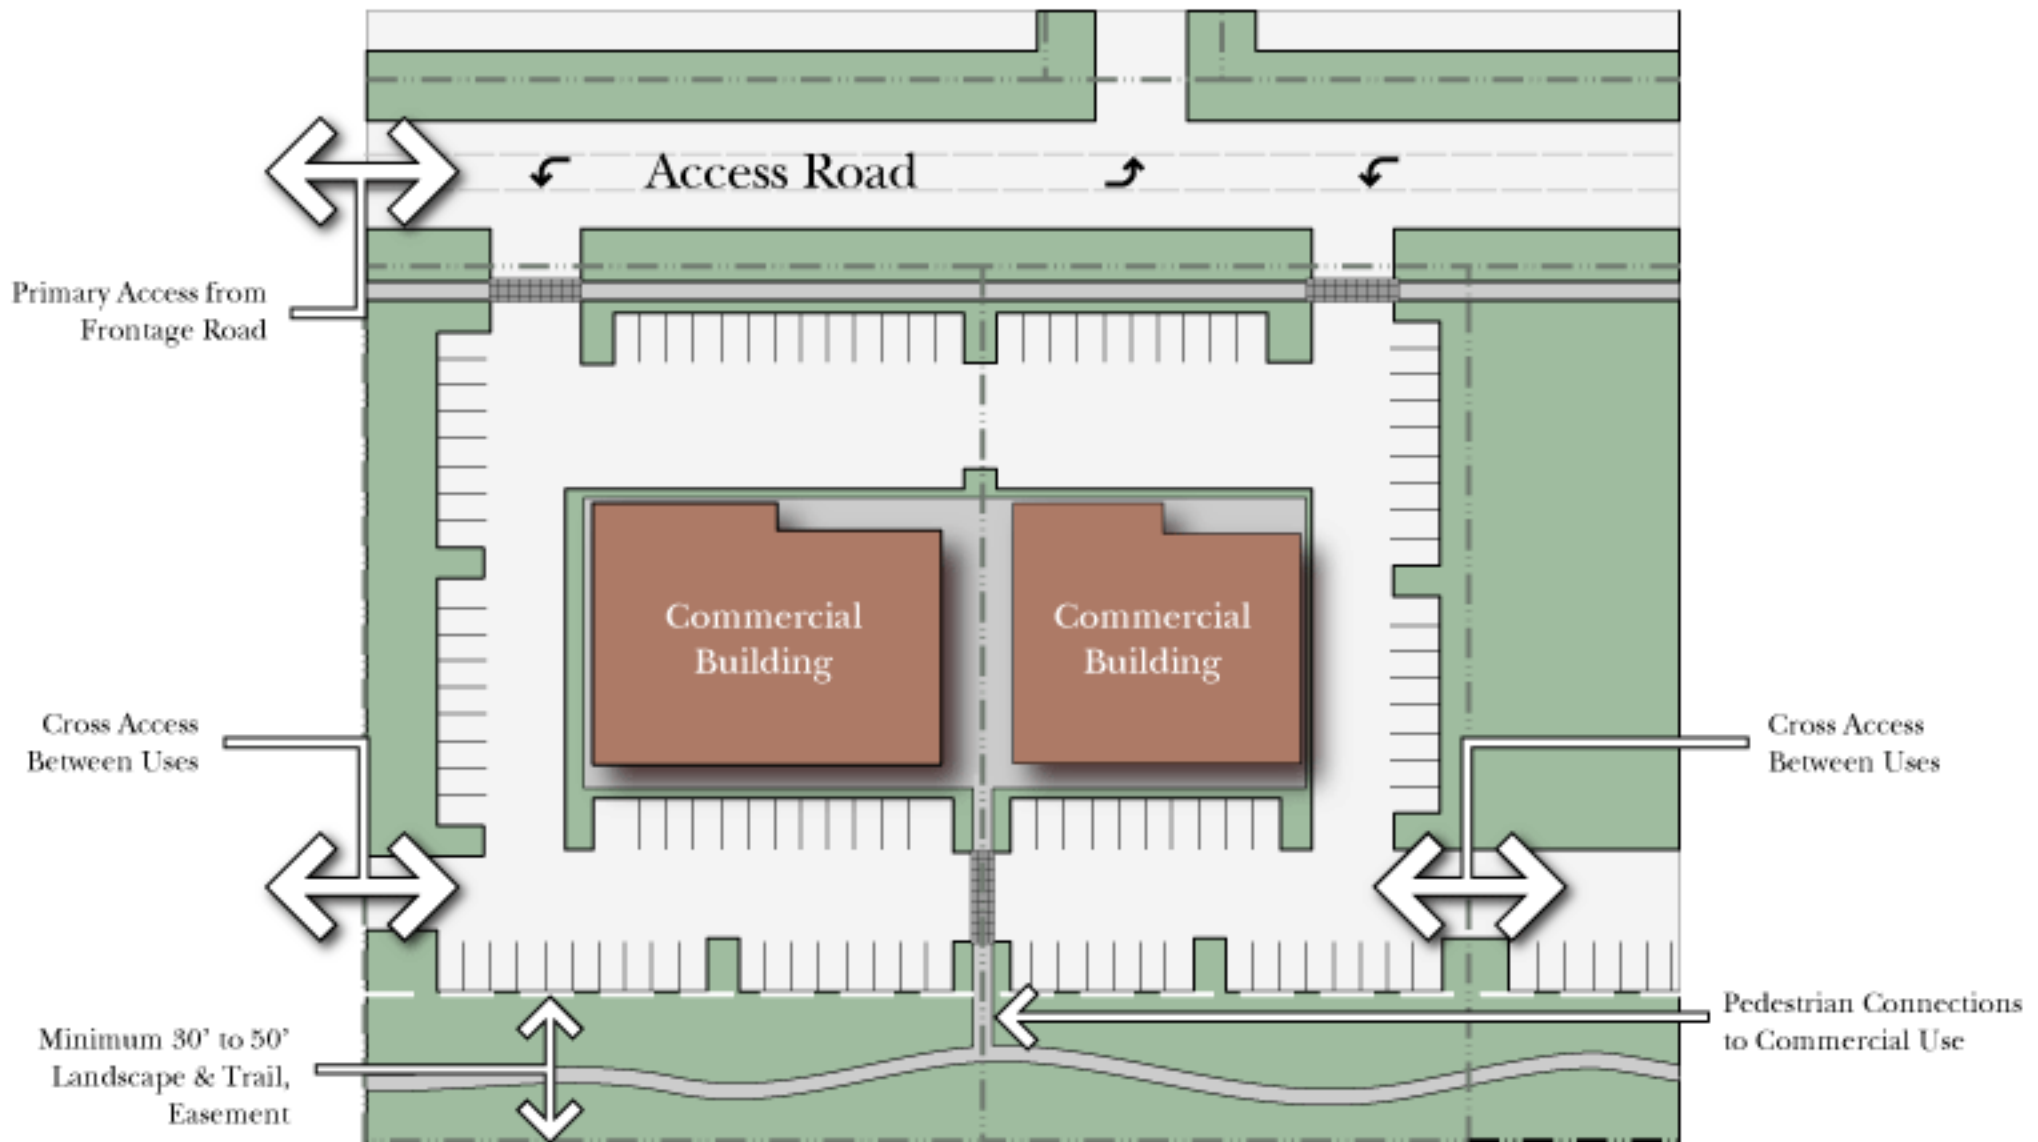 Access Road
Primary Access from
Frontage Road
Commercial
Building
Commercial
Building
Cross Access
Between Uses
Cross Access
Between Uses
Pedestrian Connections
to Commercial Use
Minimum 30’ to 50’
Landscape & Trail,
Easement